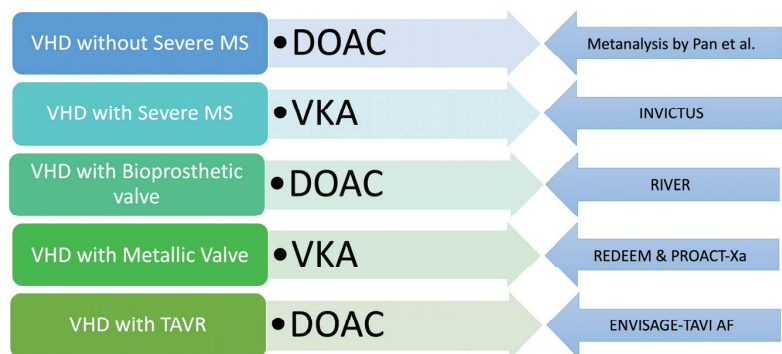 VHD without Severe MS
•DOAC
Metanalysis by Pan et al.
VHD with Severe MS
•VKA
INVICTUS
VHD with Bioprosthetic
valve
•DOAC
RIVER
VHD with Metallic Valve
•VKA
REDEEM & PROACT-Xa
VHD with TAVR
•DOAC
ENVISAGE-TAVI AF